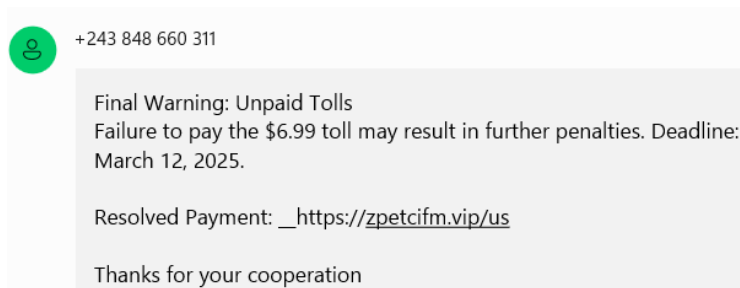 +243 848 660 311
Final Warning: Unpaid Tolls
Failure to pay the $6.99 toll may result in further penalties. Deadline:
March 12, 2025.
Resolved Payment: __https://zpetcifm.vip/us
Thanks for your cooperation